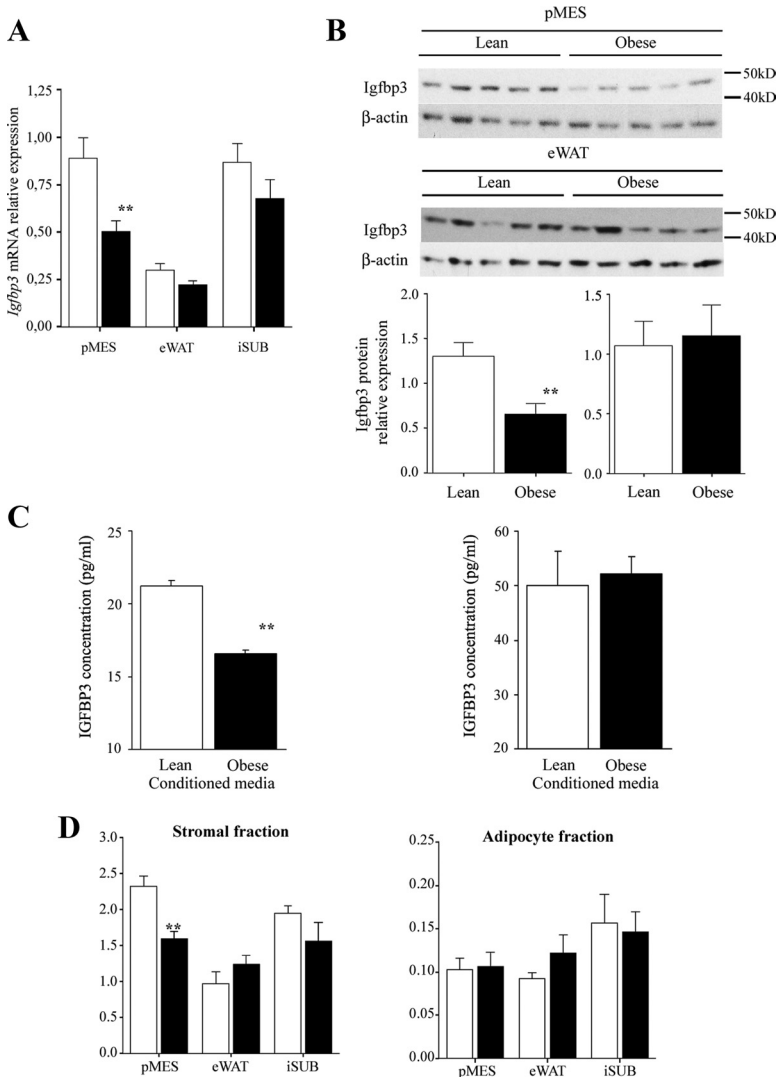 A
1,25
1,00
0,75
0,50
0,25
0,00
Igfbp3 mRNA relative expression
**
pMES eWAT iSUB
B
pMES
Lean Obese
Igfbp3
50kD
40kD
β-actin
eWAT
Lean Obese
Igfbp3
50kD
40kD
β-actin
Igfbp3 protein
relative expression
2.0
1.5
1.0
0.5
0.0
**
Lean Obese
1.5
1.0
0.5
0.0
Lean Obese
C
IGFBP3 concentration (pg/ml)
25
20
15
10
**
Lean Obese
Conditioned media
IGFBP3 concentration (pg/ml)
60
50
40
30
20
Lean Obese
Conditioned media
D
Stromal fraction
2.5
2.0
1.5
1.0
0.5
0.0
**
pMES eWAT iSUB
Adipocyte fraction
0.25
0.20
0.15
0.10
0.05
0.00
pMES eWAT iSUB